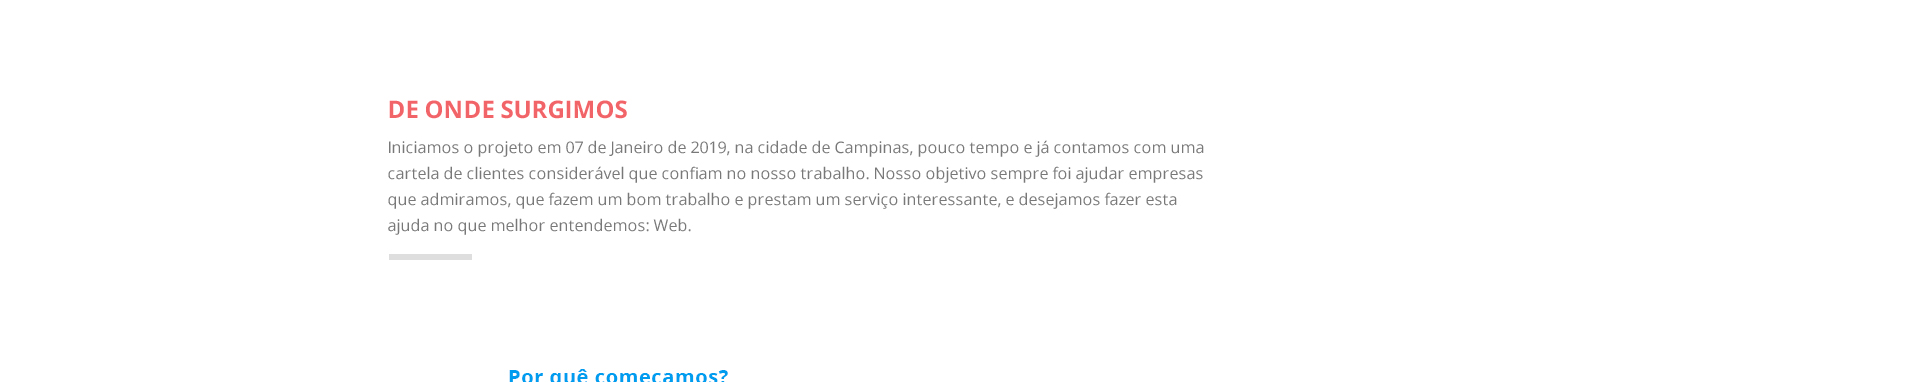 DE ONDE SURGIMOS
Iniciamos o projeto em 07 de Janeiro de 2019, na cidade de Campinas, pouco tempo e já contamos com uma
cartela de clientes considerável que confiam no nosso trabalho. Nosso objetivo sempre foi ajudar empresas
que admiramos, que fazem um bom trabalho e prestam um serviço interessante, e desejamos fazer esta
ajuda no que melhor entendemos: Web.
Por quê começamos?